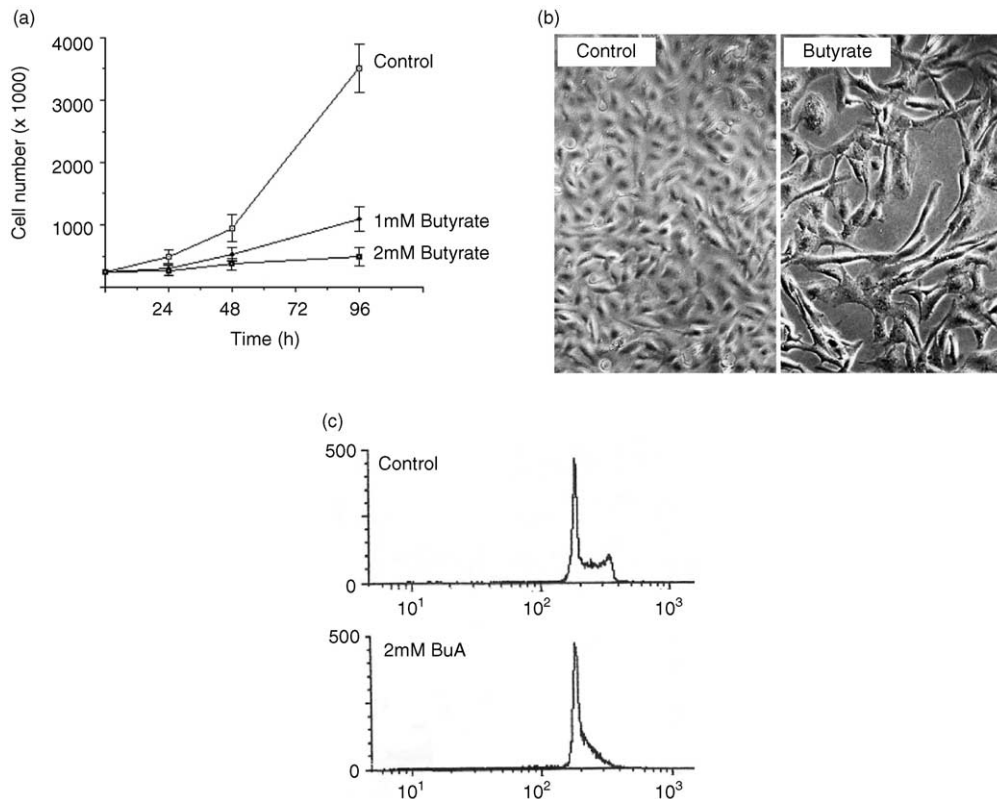 (a)
4000
3000
2000
1000
Cell number (x 1000)
Control
1mM Butyrate
2mM Butyrate
24
48
72
96
Time (h)
(b)
Control
Butyrate
(c)
500
Control
0
10¹
10²
10³
500
2mM BuA
0
10¹
10²
10³